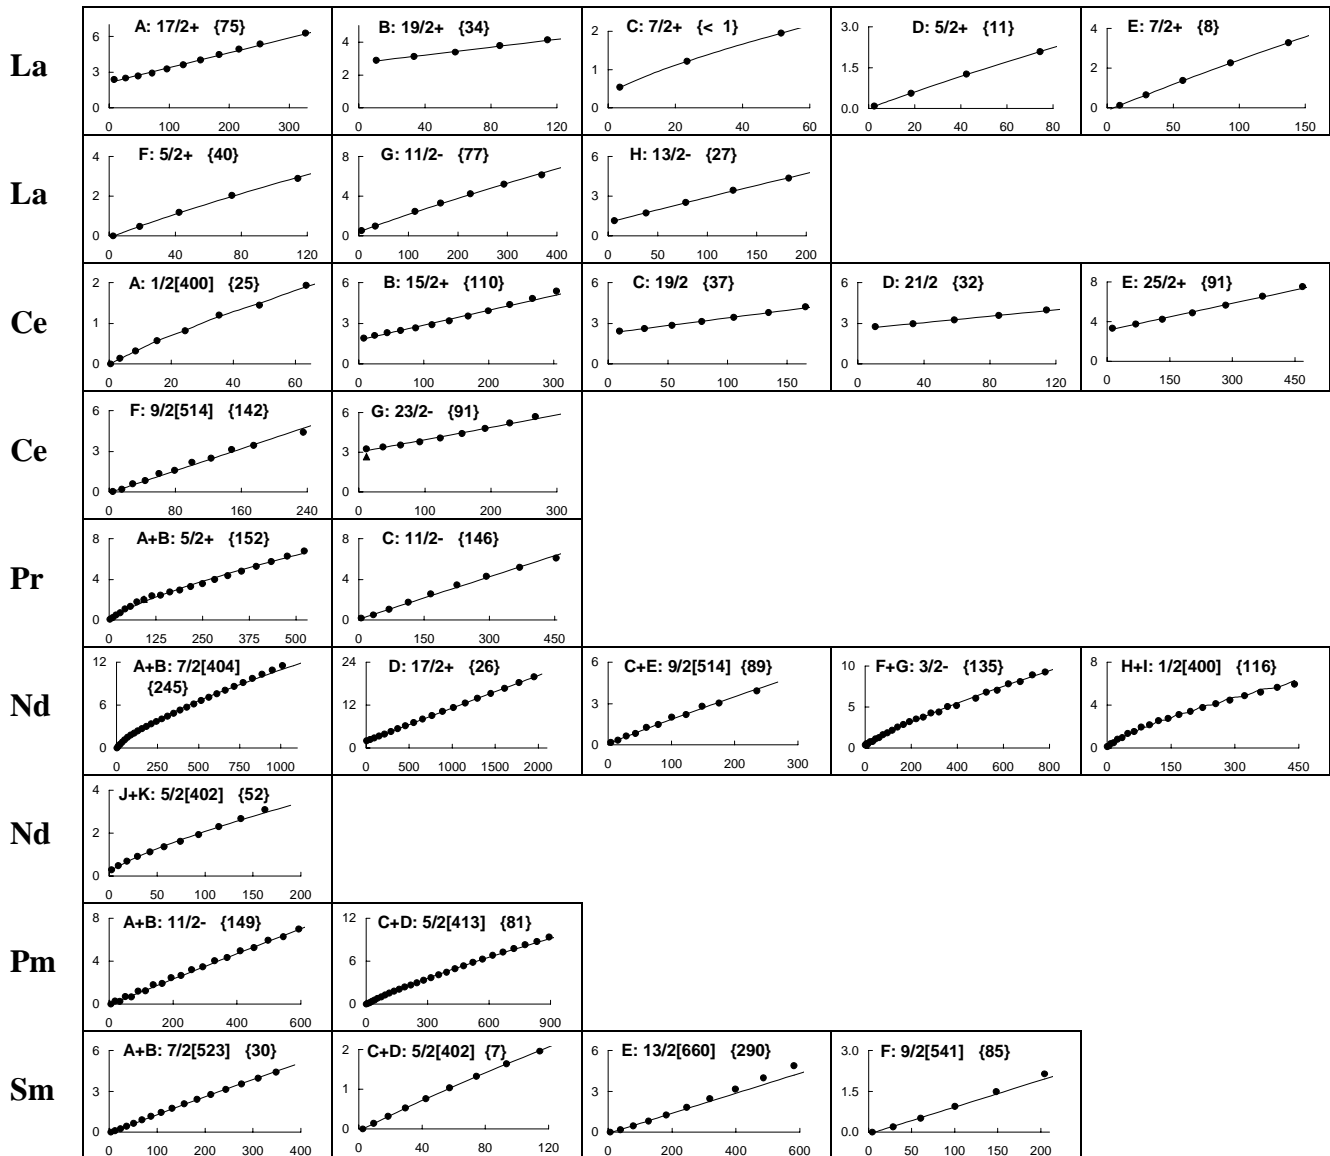 La
A: 17/2+ {75}
6
3
0
0 100 200 300
B: 19/2+ {34}
4
2
0
0 40 80 120
C: 7/2+ {< 1}
2
1
0
0 20 40 60
D: 5/2+ {11}
3.0
1.5
0.0
0 20 40 60 80
E: 7/2+ {8}
4
2
0
0 50 100 150
La
F: 5/2+ {40}
4
2
0
0 40 80 120
G: 11/2- {77}
8
4
0
0 100 200 300 400
H: 13/2- {27}
6
3
0
0 50 100 150 200
Ce
A: 1/2[400] {25}
2
1
0
0 20 40 60
B: 15/2+ {110}
6
3
0
0 100 200 300
C: 19/2 {37}
6
3
0
0 50 100 150
D: 21/2 {32}
6
3
0
0 40 80 120
E: 25/2+ {91}
8
4
0
0 150 300 450
Ce
F: 9/2[514] {142}
6
3
0
0 80 160 240
G: 23/2- {91}
6
3
0
0 100 200 300
Pr
A+B: 5/2+ {152}
8
4
0
0 125 250 375 500
C: 11/2- {146}
8
4
0
0 150 300 450
Nd
A+B: 7/2[404]
{245}
12
6
0
0 250 500 750 1000
D: 17/2+ {26}
24
12
0
0 500 1000 1500 2000
C+E: 9/2[514] {89}
6
3
0
0 100 200 300
F+G: 3/2- {135}
10
5
0
0 200 400 600 800
H+I: 1/2[400] {116}
8
4
0
0 150 300 450
Nd
J+K: 5/2[402] {52}
4
2
0
0 50 100 150 200
Pm
A+B: 11/2- {149}
8
4
0
0 200 400 600
C+D: 5/2[413] {81}
12
6
0
0 300 600 900
Sm
A+B: 7/2[523] {30}
6
3
0
0 100 200 300 400
C+D: 5/2[402] {7}
2
1
0
0 40 80 120
E: 13/2[660] {290}
6
3
0
0 200 400 600
F: 9/2[541] {85}
3.0
1.5
0.0
0 50 100 150 200